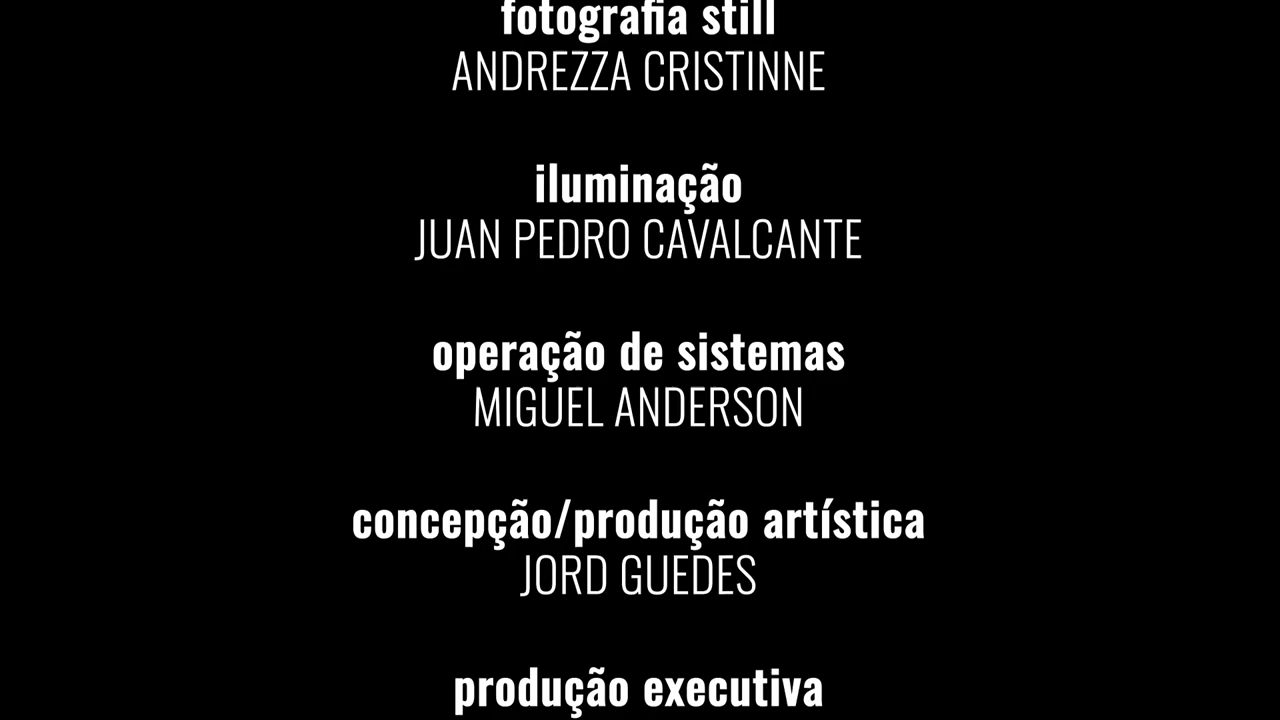 fotografia still
ANDREZZA CRISTINNE
iluminação
JUAN PEDRO CAVALCANTE
operação de sistemas
MIGUEL ANDERSON
concepção/produção artística
JORD GUEDES
produção executiva